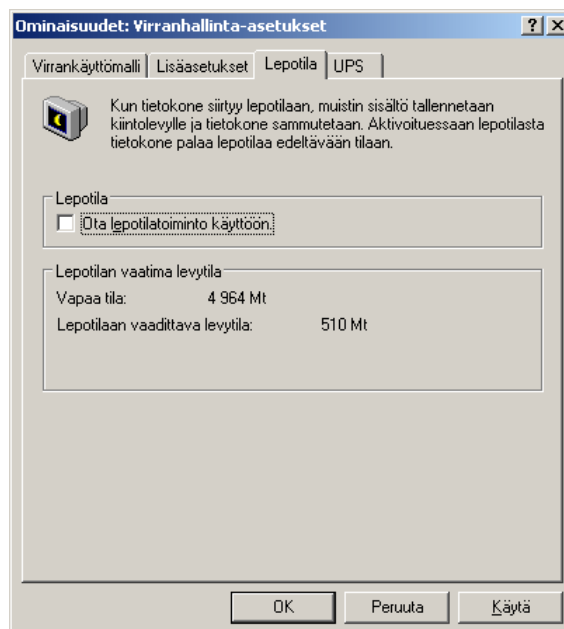 Ominaisuudet: Virranhallinta-asetukset
Virrankäyttömalli Lisäasetukset Lepotila UPS
Kun tietokone siirtyy lepotilaan, muistin sisältö tallennetaan
kiintolevylle ja tietokone sammutetaan. Aktivoituessaan lepotilasta
tietokone palaa lepotilaa edeltävään tilaan.
Lepotila
Ota lepotilatoiminto käyttöön.
Lepotilan vaatima levytila
Vapaa tila: 4 964 Mt
Lepotilaan vaadittava levytila: 510 Mt
OK Peruuta Käytä